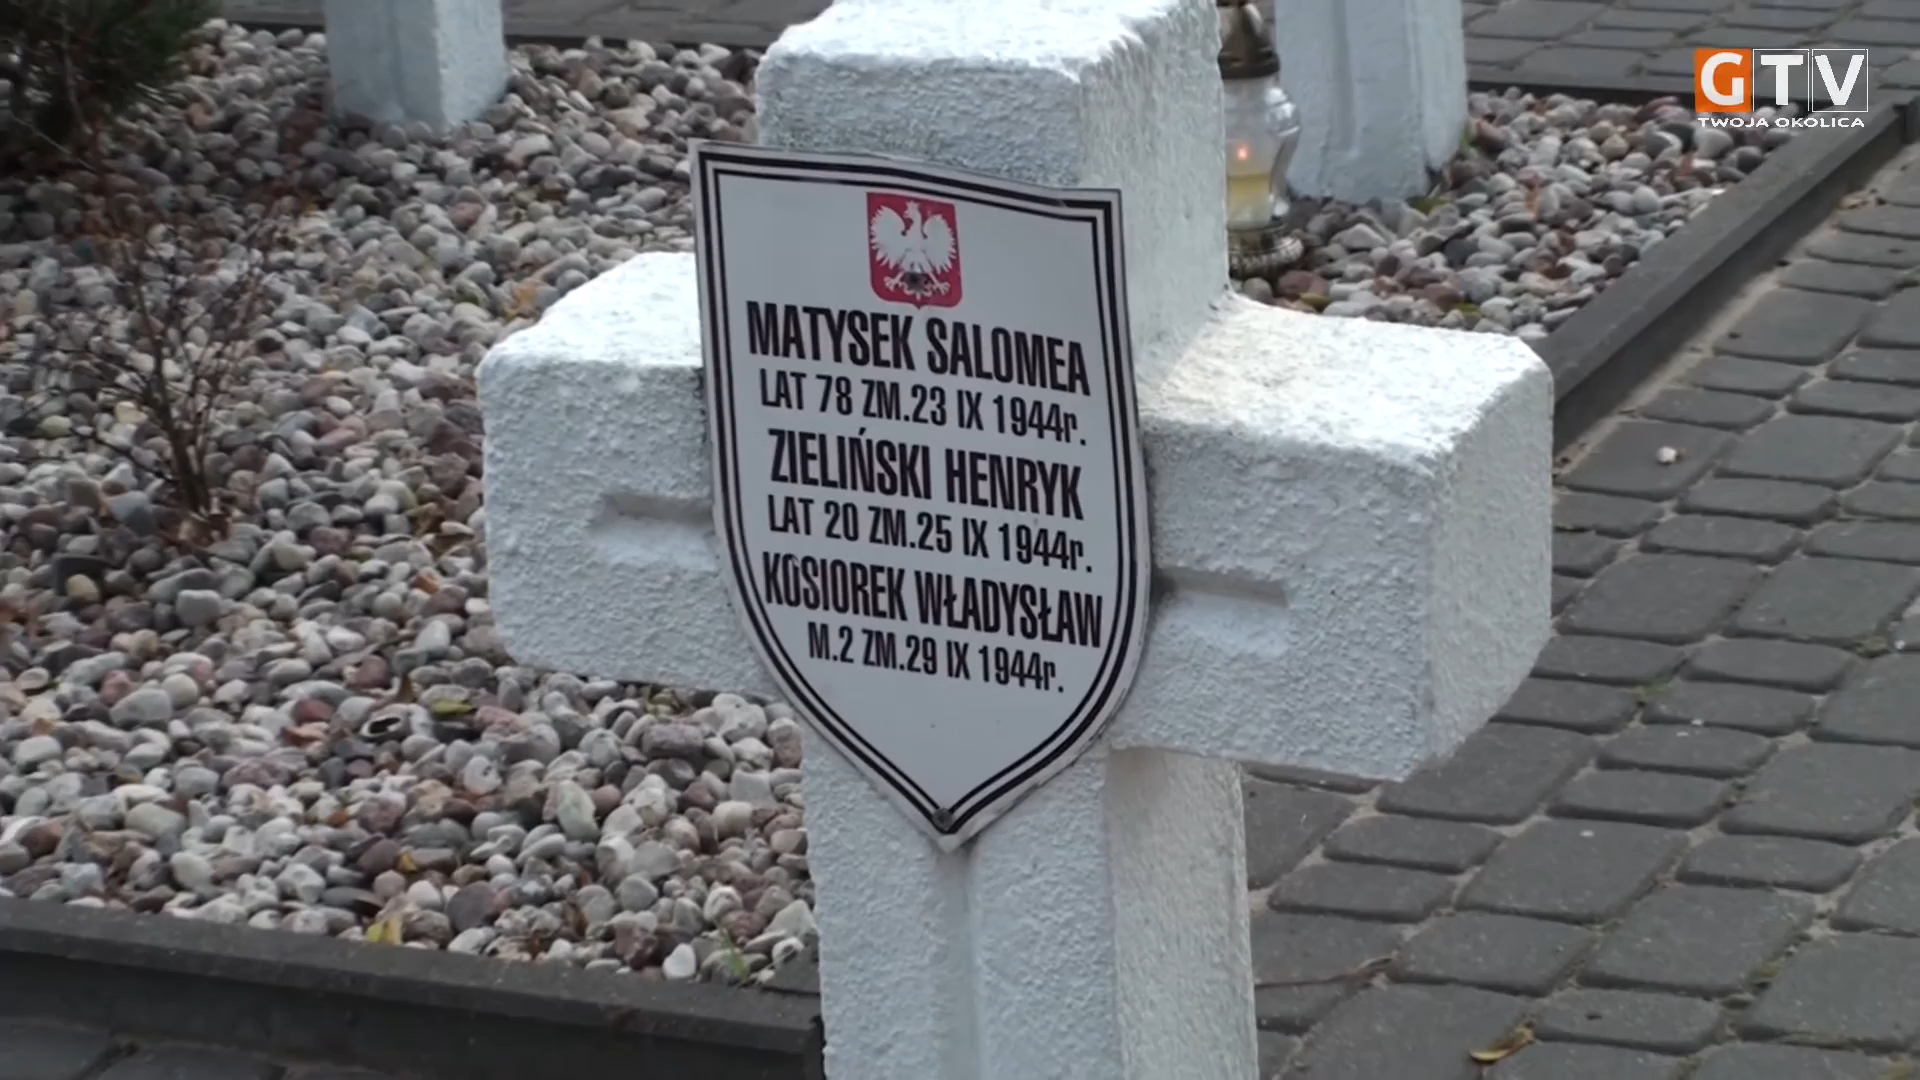 GTV
TWOJA OKOLICA
MATYSEK SALOMEA
LAT 78 ZM.23 IX 1944r.
ZIELIŃSKI HENRYK
LAT 20 ZM.25 IX 1944r.
KOSIOREK WŁADYSŁAW
M.2 ZM.29 IX 1944r.